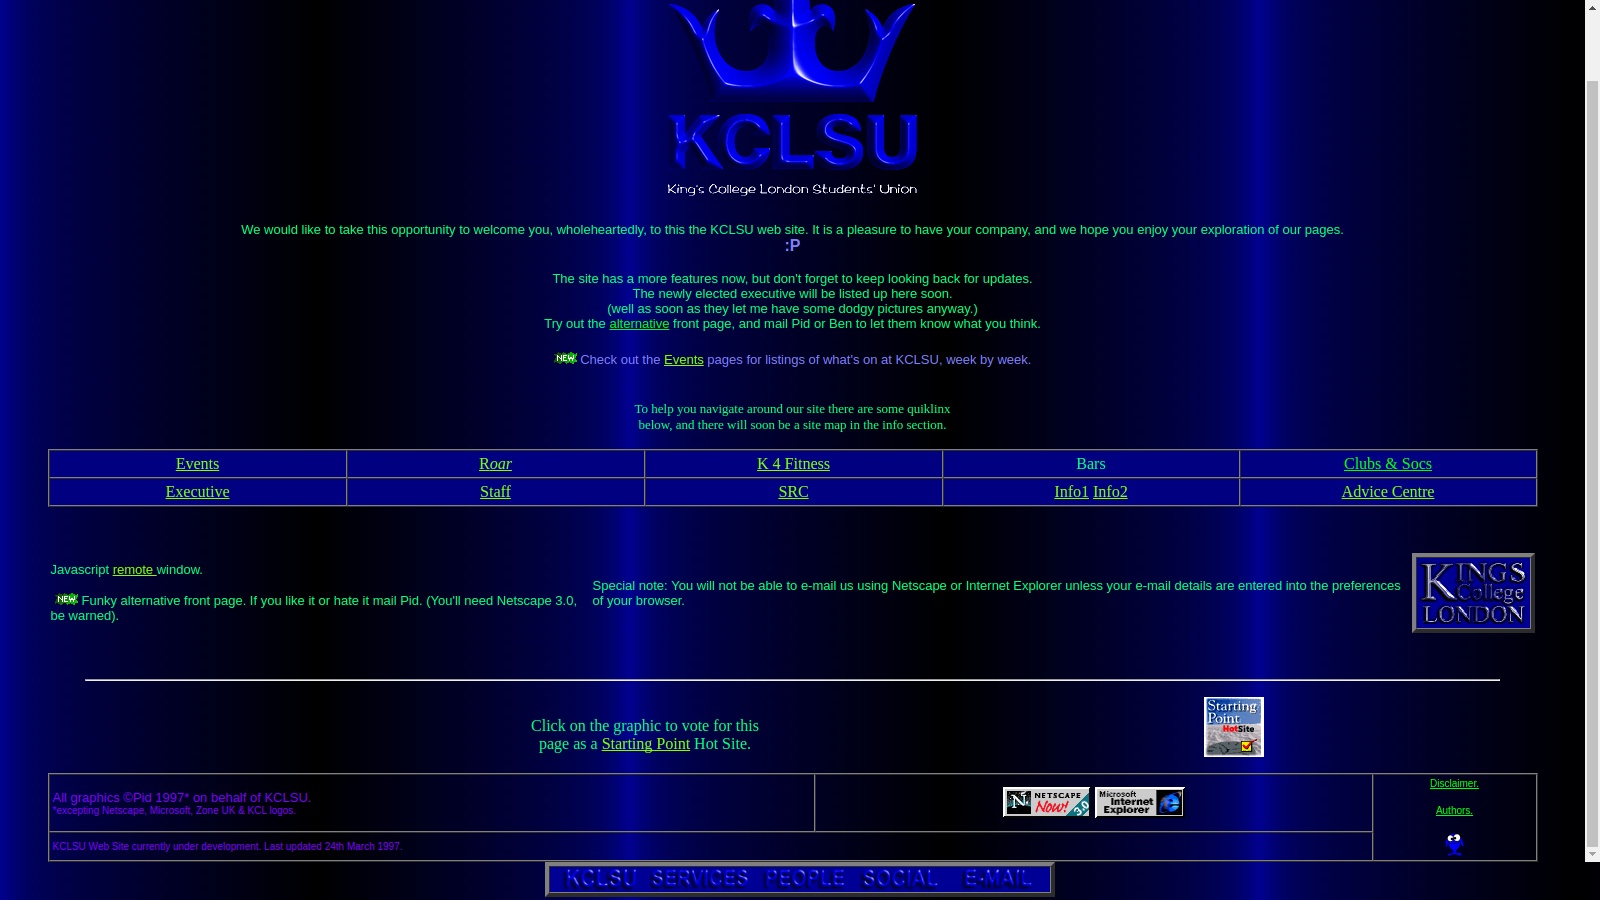 KCLSU
King's College London Students' Union
We would like to take this opportunity to welcome you, wholeheartedly, to this the KCLSU web site. It is a pleasure to have your company, and we hope you enjoy your exploration of our pages.
:P
The site has a more features now, but don't forget to keep looking back for updates.
The newly elected executive will be listed up here soon.
(well as soon as they let me have some dodgy pictures anyway.)
Try out the alternative front page, and mail Pid or Ben to let them know what you think.
NEW Check out the Events pages for listings of what's on at KCLSU, week by week.
To help you navigate around our site there are some quiklinx
below, and there will soon be a site map in the info section.
Events Roar K 4 Fitness Bars Clubs & Socs
Executive Staff SRC Info1 Info2 Advice Centre
Javascript remote window.
NEW Funky alternative front page. If you like it or hate it mail Pid. (You'll need Netscape 3.0,
be warned).
Special note: You will not be able to e-mail us using Netscape or Internet Explorer unless your e-mail details are entered into the preferences
of your browser.
KINGS
College
LONDON
Click on the graphic to vote for this
page as a Starting Point Hot Site.
Starting
Point
HotSite
All graphics ©Pid 1997* on behalf of KCLSU.
*excepting Netscape, Microsoft, Zone UK & KCL logos.
N NETSCAPE
Now! 3.0
Microsoft
Internet
Explorer
Disclaimer.
Authors.
KCLSU Web Site currently under development. Last updated 24th March 1997.
KCLSU SERVICES PEOPLE SOCIAL E-MAIL